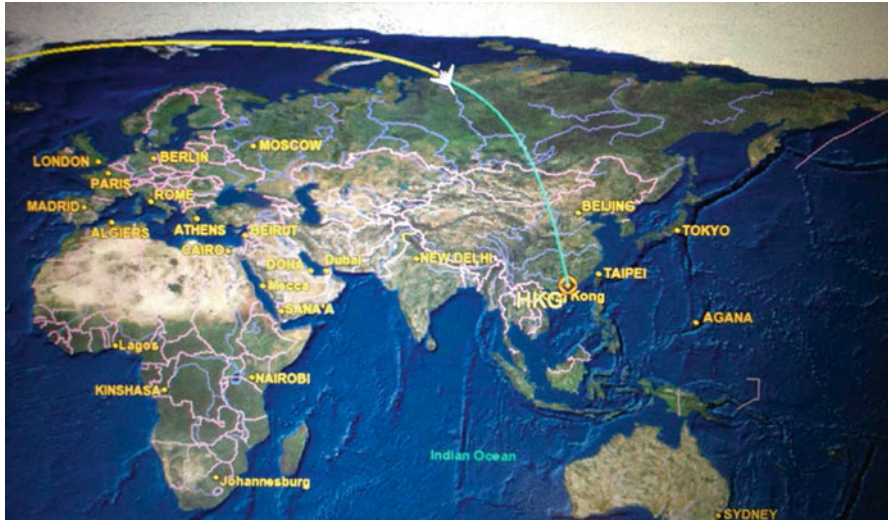 MOSCOW
LONDON
BERLIN
PARIS
ROME
MADRID
BEIJING
ALGIERS
ATHENS
BEIRUT
TOKYO
CAIRO
NEW DELHI
DOHA
Dubai
TAIPEI
Mecca
HKG
Hong Kong
SANA'A
AGANA
Lagos
NAIROBI
KINSHASA
Indian Ocean
Johannesburg
SYDNEY